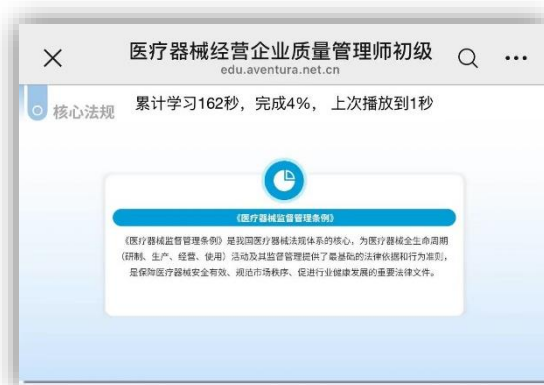 医疗器械经营企业质量管理师初级
edu.aventura.net.cn
核心法规
累计学习162秒，完成4%， 上次播放到1秒
《医疗器械监督管理条例》
《医疗器械监督管理条例》是我国医疗器械法规体系的核心，为医疗器械全生命周期
（研制、生产、经营、使用）活动及其监督管理提供了最基础的法律依据和行为准则，
是保障医疗器械安全有效、规范市场秩序、促进行业健康发展的重要法律文件。